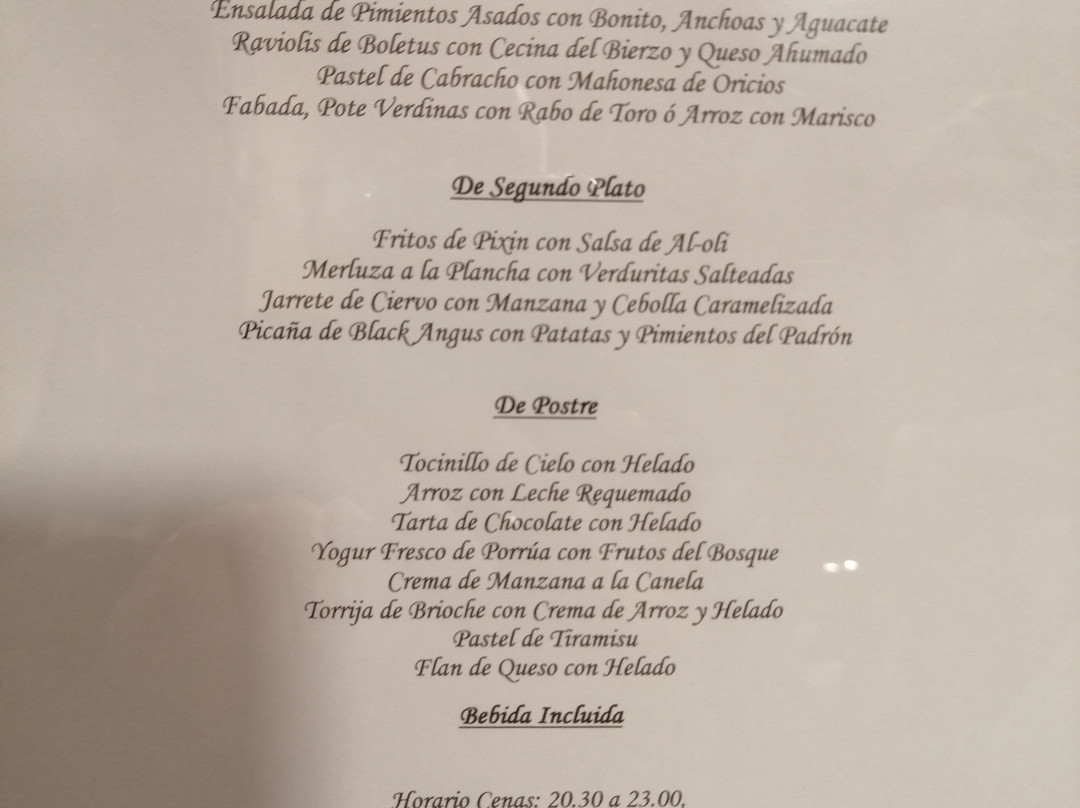 Ensalada de Pimientos Asados con Bonito, Anchoas y Aguacate
Raviolis de Boletus con Cecina del Bierzo y Queso Ahumado
Pastel de Cabracho con Mahonesa de Oricios
Fabada, Pote Verdinas con Rabo de Toro ó Arroz con Marisco
De Segundo Plato
Fritos de Pixin con Salsa de Al-oli
Merluza a la Plancha con Verduritas Salteadas
Jarrete de Ciervo con Manzana y Cebolla Caramelizada
Picaña de Black Angus con Patatas y Pimientos del Padrón
De Postre
Tocinillo de Cielo con Helado
Arroz con Leche Requemado
Tarta de Chocolate con Helado
Yogur Fresco de Porrúa con Frutos del Bosque
Crema de Manzana a la Canela
Torrija de Brioche con Crema de Arroz y Helado
Pastel de Tiramisu
Flan de Queso con Helado
Bebida Incluida
Horario Cenas: 20.30 a 23.00,